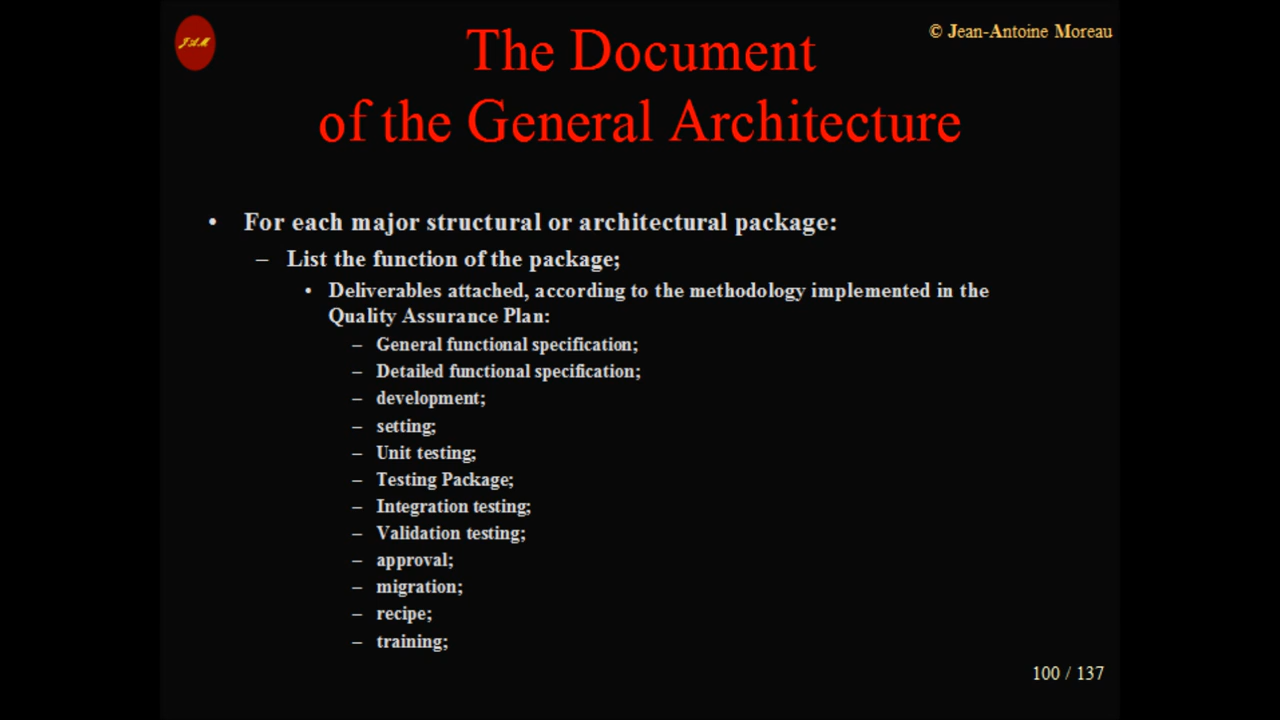 JAM
The Document
© Jean-Antoine Moreau
of the General Architecture
• For each major structural or architectural package:
– List the function of the package;
• Deliverables attached, according to the methodology implemented in the
Quality Assurance Plan:
– General functional specification;
– Detailed functional specification;
– development;
– setting;
– Unit testing;
– Testing Package;
– Integration testing;
– Validation testing;
– approval;
– migration;
– recipe;
– training;
100 / 137